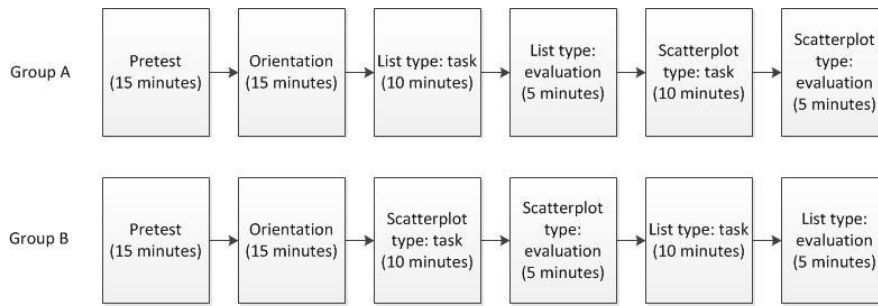 Group A
Pretest
(15 minutes)
Orientation
(15 minutes)
List type: task
(10 minutes)
List type:
evaluation
(5 minutes)
Scatterplot
type: task
(10 minutes)
Scatterplot
type:
evaluation
(5 minutes)
Group B
Pretest
(15 minutes)
Orientation
(15 minutes)
Scatterplot
type: task
(10 minutes)
Scatterplot
type:
evaluation
(5 minutes)
List type: task
(10 minutes)
List type:
evaluation
(5 minutes)